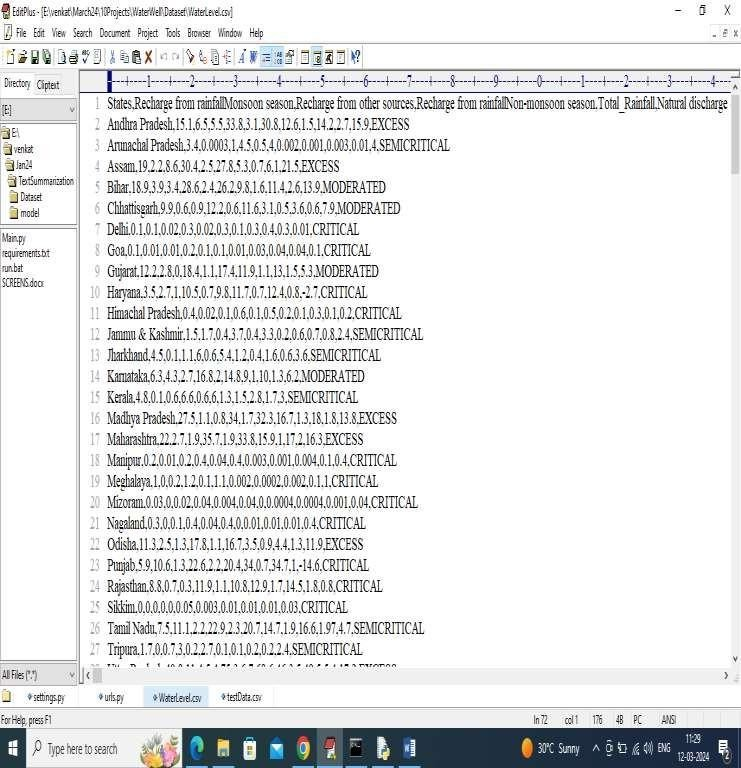 EditPlus - [E:\venkat\March24\10Projects\WaterWell\Dataset\WaterLevel.csv]
File Edit View Search Document Project Tools Browser Window Help
Directory Cliptext
[E:]
E:\
venkat
Jan24
TextSummarization
Dataset
model
Main.py
requirements.txt
run.bat
SCREENS.docx
All Files (*.*)
1 States,Recharge from rainfallMonsoon season,Recharge from other sources,Recharge from rainfallNon-monsoon season,Total_Rainfall,Natural discharge
2 Andhra Pradesh,15.1,6.5,5.5,33.8,3.1,30.8,12.6,1.5,14.2,2.7,15.9,EXCESS
3 Arunachal Pradesh,3.4,0.0003,1,4.5,0.5,4,0.002,0.001,0.003,0.01,4,SEMICRITICAL
4 Assam,19.2,2,8.6,30.4,2.5,27.8,5.3,0.7,6,1,21.5,EXCESS
5 Bihar,18.9,3.9,3.4,28.6,2.4,26.2,9.8,1.6,11.4,2.6,13.9,MODERATED
6 Chhattisgarh,9.9,0.6,0.9,12.2,0.6,11.6,3.1,0.5,3.6,0.6,7.9,MODERATED
7 Delhi,0.1,0.1,0.02,0.3,0.02,0.3,0.1,0.3,0.4,0.3,0.01,CRITICAL
8 Goa,0.1,0.01,0.01,0.2,0.1,0.1,0.01,0.03,0.04,0.04,0.1,CRITICAL
9 Gujarat,12.2,2.8,0,18.4,1.1,17.4,11.9,1.1,13,1.5,5.3,MODERATED
10 Haryana,3.5,2.7,1,10.5,0.7,9.8,11.7,0.7,12.4,0.8,-2.7,CRITICAL
11 Himachal Pradesh,0.4,0.02,0.1,0.6,0.1,0.5,0.2,0.1,0.3,0.1,0.2,CRITICAL
12 Jammu & Kashmir,1.5,1.7,0.4,3.7,0.4,3.3,0.2,0.6,0.7,0.8,2.4,SEMICRITICAL
13 Jharkhand,4.5,0.1,1.1,6,0.6,5.4,1.2,0.4,1.6,0.6,3.6,SEMICRITICAL
14 Karnataka,6.3,4.3,2.7,16.8,2,14.8,9,1,10,1.3,6.2,MODERATED
15 Kerala,4.8,0.1,0.6,6.6,0.6,6,1.3,1.5,2.8,1.7,3,SEMICRITICAL
16 Madhya Pradesh,27.5,1.1,0.8,34,1.7,32.3,16.7,1.3,18,1.8,13.8,EXCESS
17 Maharashtra,22,2.7,1.9,35.7,1.9,33.8,15.9,1,17,2,16.3,EXCESS
18 Manipur,0.2,0.01,0.2,0.4,0.04,0.4,0.003,0.001,0.004,0.1,0.4,CRITICAL
19 Meghalaya,1,0,0.2,1.2,0.1,1.1,0.002,0.0002,0.002,0.1,1,CRITICAL
20 Mizoram,0.03,0,0.02,0.04,0.004,0.04,0,0.0004,0.0004,0.001,0.04,CRITICAL
21 Nagaland,0.3,0,0.1,0.4,0.04,0.4,0,0.01,0.01,0.01,0.4,CRITICAL
22 Odisha,11.3,2.5,1.3,17.8,1.1,16.7,3.5,0.9,4.4,1.3,11.9,EXCESS
23 Punjab,5.9,10.6,1.3,22.6,2.2,20.4,34,0.7,34.7,1,-14.6,CRITICAL
24 Rajasthan,8.8,0.7,0.3,11.9,1.1,10.8,12.9,1.7,14.5,1.8,0.8,CRITICAL
25 Sikkim,0,0,0,0,0,0.05,0.003,0.01,0.01,0.01,0.03,CRITICAL
26 Tamil Nadu,7.5,11.1,2.2,22.9,2.3,20.7,14.7,1.9,16.6,1.97,4.7,SEMICRITICAL
27 Tripura,1.7,0,0.7,3,0.2,2.7,0.1,0.1,0.2,0.2,2.4,SEMICRITICAL
settings.py urls.py WaterLevel.csv testData.csv
For Help, press F1 ln 72 col 1 176 4B PC ANSI
Type here to search 30°C Sunny ENG 11:29
12-03-2024